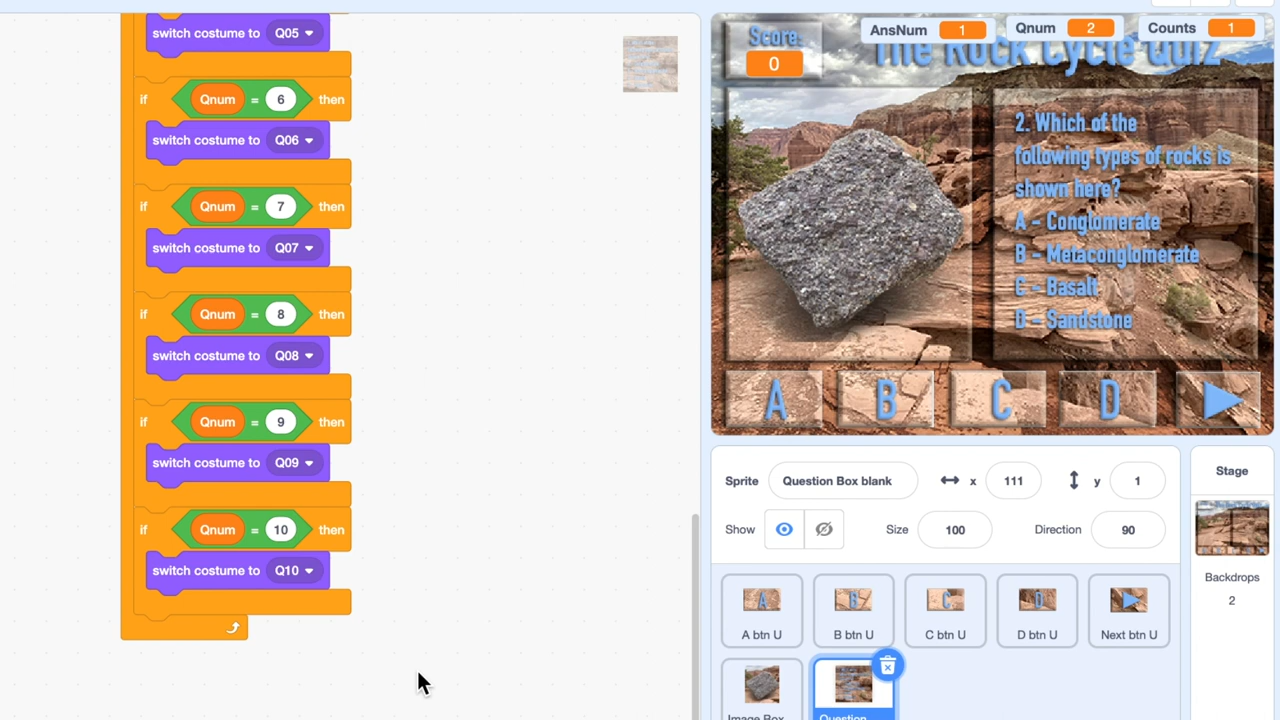 switch costume to Q05
if Qnum = 6 then
switch costume to Q06
if Qnum = 7 then
switch costume to Q07
if Qnum = 8 then
switch costume to Q08
if Qnum = 9 then
switch costume to Q09
if Qnum = 10 then
switch costume to Q10
AnsNum 1 Qnum 2 Counts 1
Score:
0
The Rock Cycle Quiz
2. Which of the
following types of rocks is
shown here?
A - Conglomerate
B - Metaconglomerate
C - Basalt
D - Sandstone
A B C D
Sprite Question Box blank x 111 y 1
Show Size 100 Direction 90
Stage
Backdrops
2
A btn U B btn U C btn U D btn U Next btn U
Image Box Question